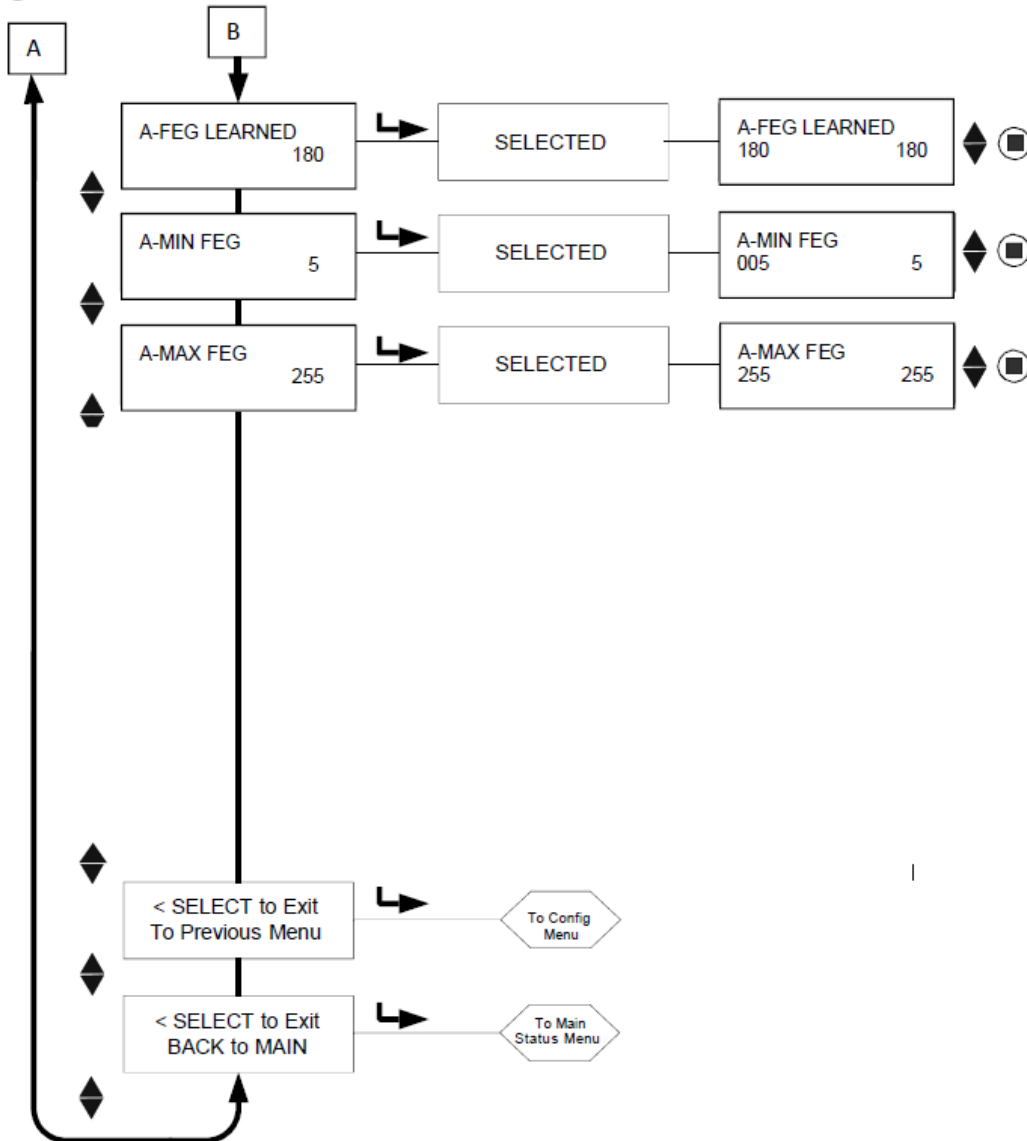 A
B
A-FEG LEARNED
180
SELECTED
A-FEG LEARNED
180 180
A-MIN FEG
5
SELECTED
A-MIN FEG
005 5
A-MAX FEG
255
SELECTED
A-MAX FEG
255 255
< SELECT to Exit
To Previous Menu
To Config
Menu
< SELECT to Exit
BACK to MAIN
To Main
Status Menu